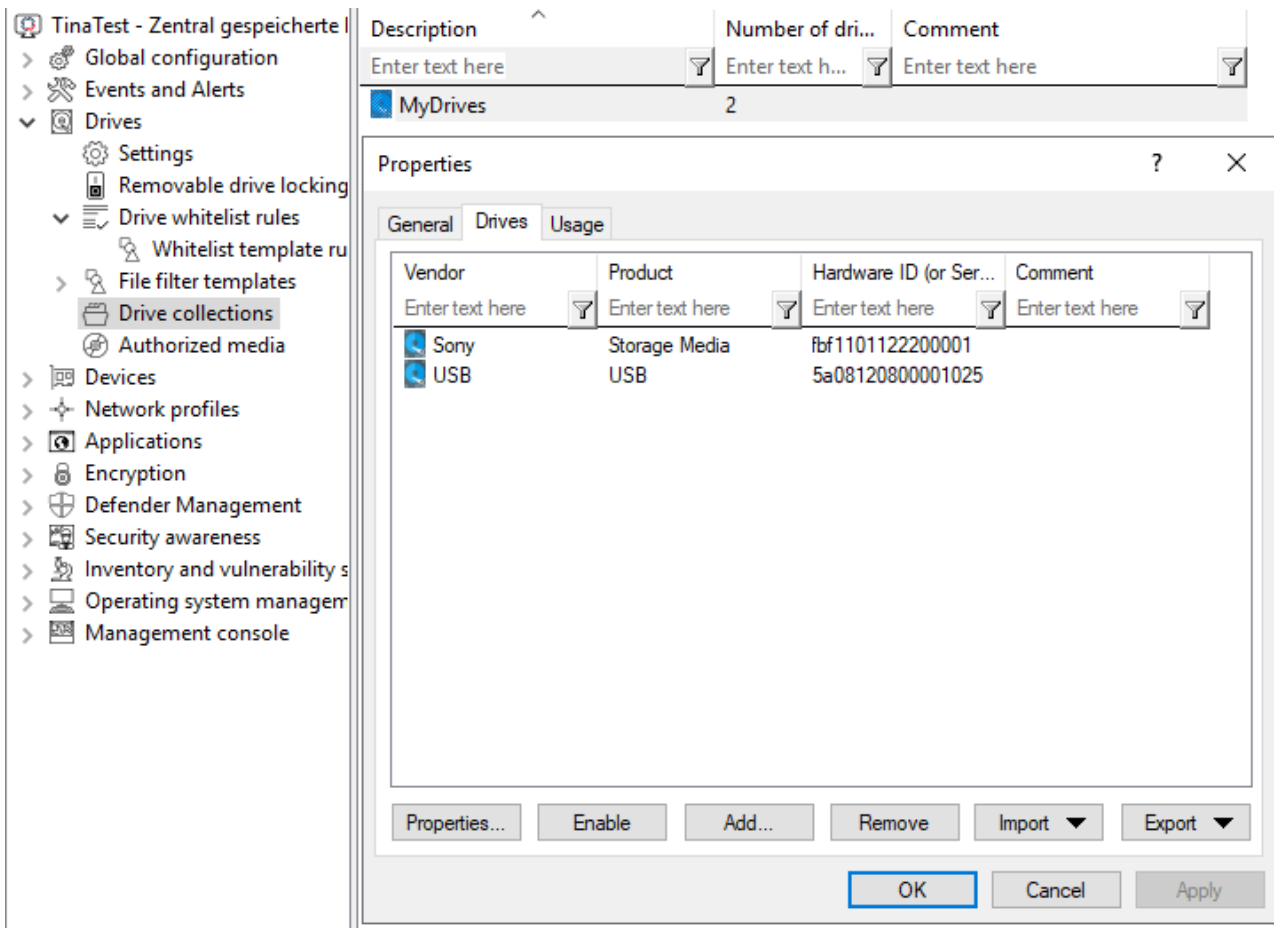 TinaTest - Zentral gespeicherte
Global configuration
Events and Alerts
Drives
Settings
Removable drive locking
Drive whitelist rules
Whitelist template ru
File filter templates
Drive collections
Authorized media
Devices
Network profiles
Applications
Encryption
Defender Management
Security awareness
Inventory and vulnerability s
Operating system managem
Management console
Description Number of dri... Comment
Enter text here Enter text h... Enter text here
MyDrives 2
Properties ? X
General Drives Usage
Vendor Product Hardware ID (or Ser... Comment
Enter text here Enter text here Enter text here Enter text here
Sony Storage Media fbf1101122200001
USB USB 5a08120800001025
Properties... Enable Add... Remove Import Export
OK Cancel Apply